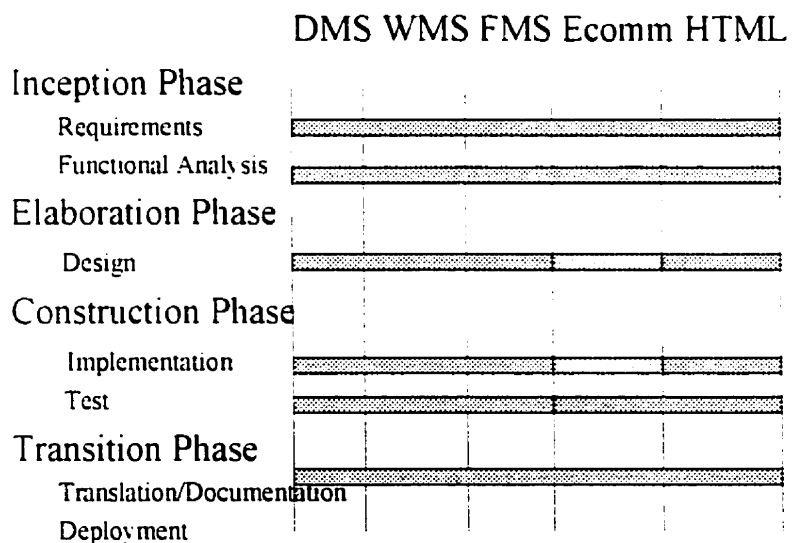 DMS WMS FMS Ecomm HTML
Inception Phase
Requirements
Functional Analysis
Elaboration Phase
Design
Construction Phase
Implementation
Test
Transition Phase
Translation/Documentation
Deployment